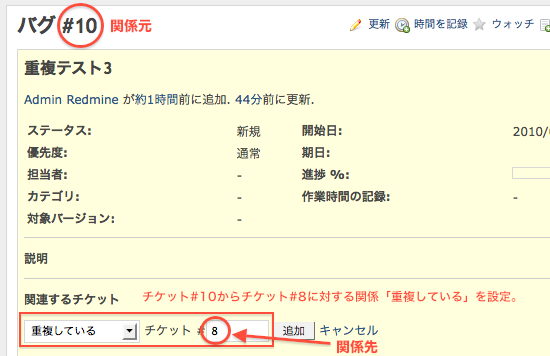 バグ #10 関係元
更新 時間を記録 ウォッチ
重複テスト3
Admin Redmine が約1時間前に追加. 44分前に更新.
ステータス: 新規 開始日: 2010/
優先度: 通常 期日:
担当者: - 進捗 %:
カテゴリ: - 作業時間の記録: -
対象バージョン: -
説明
関連するチケット チケット#10からチケット#8に対する関係「重複している」を設定。
重複している チケット # 8 追加 キャンセル
関係先